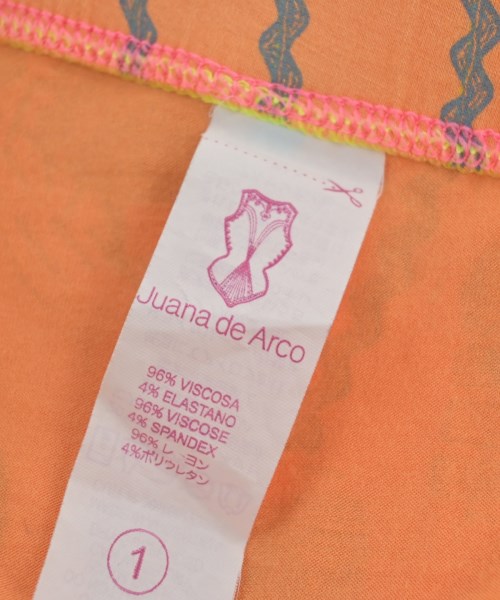 Juana de Arco
96% VISCOSA
4% ELASTANO
96% VISCOSE
4% SPANDEX
96% レーヨン
4%ポリウレタン
1